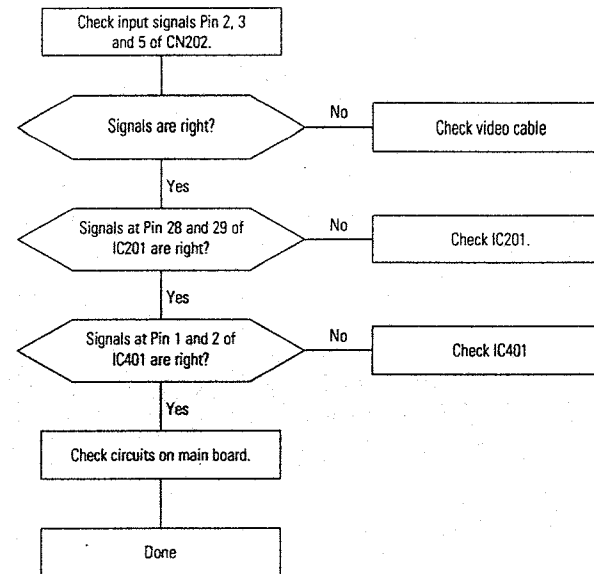 Check input signals Pin 2, 3
and 5 of CN202.
Signals are right?
No
Check video cable
Yes
Signals at Pin 28 and 29 of
IC201 are right?
No
Check IC201.
Yes
Signals at Pin 1 and 2 of
IC401 are right?
No
Check IC401
Yes
Check circuits on main board.
Done